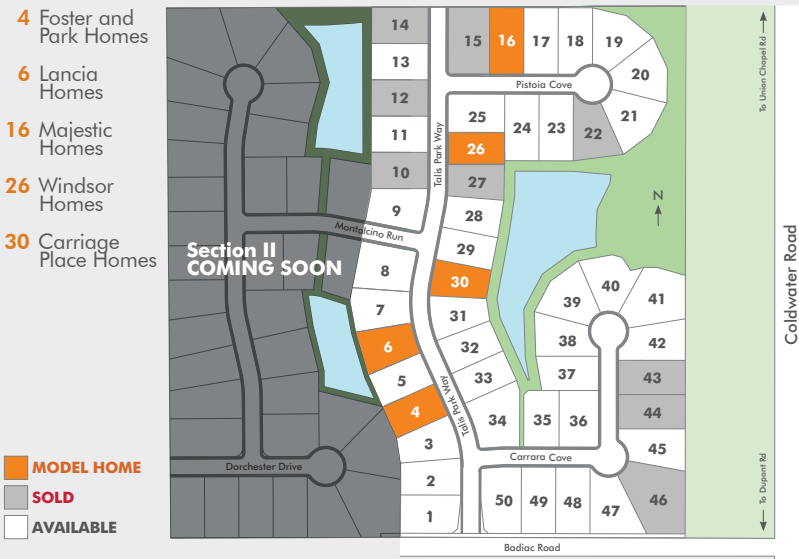 4 Foster and
Park Homes
6 Lancia
Homes
16 Majestic
Homes
26 Windsor
Homes
30 Carriage
Place Homes
MODEL HOME
SOLD
AVAILABLE
Section II
COMING SOON
Dorchester Drive
Montalcino Run
Talis Park Way
Talis Park Way
Pistoia Cove
Carrara Cove
Badiac Road
Coldwater Road
To Union Chapel Rd
To Dupont Rd
N
14
13
12
11
10
9
8
7
6
5
4
3
2
1
15
16
17
18
19
20
21
22
23
24
25
26
27
28
29
30
31
32
33
34
35
36
37
38
39
40
41
42
43
44
45
46
47
48
49
50